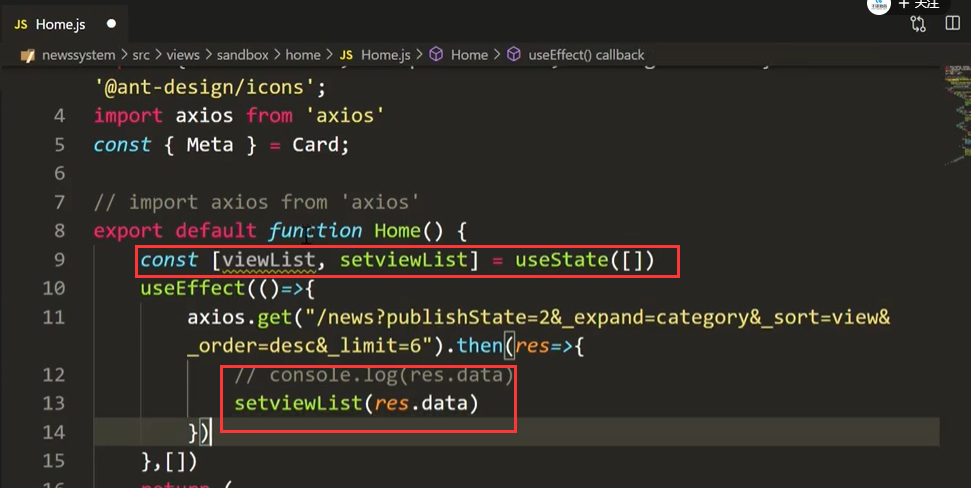 + 关注
JS Home.js
newssystem > src > views > sandbox > home > JS Home.js > Home > useEffect() callback
'@ant-design/icons';
4 import axios from 'axios'
5 const { Meta } = Card;
6
7 // import axios from 'axios'
8 export default function Home() {
9 const [viewList, setviewList] = useState([])
10 useEffect(()=>{
11 axios.get("/news?publishState=2&_expand=category&_sort=view&
_order=desc&_limit=6").then(res=>{
12 // console.log(res.data)
13 setviewList(res.data)
14 })
15 },[])
16 return (